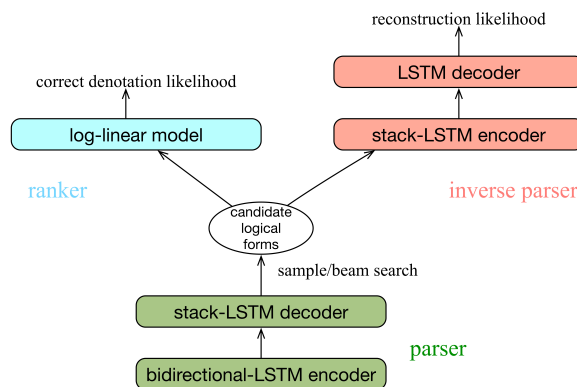 reconstruction likelihood
LSTM decoder
correct denotation likelihood
log-linear model
stack-LSTM encoder
ranker
inverse parser
candidate
logical
forms
sample/beam search
stack-LSTM decoder
parser
bidirectional-LSTM encoder